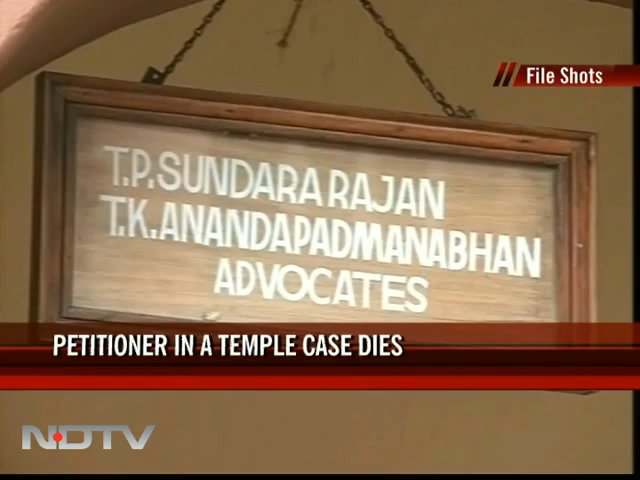 File Shots
T.P.SUNDARA RAJAN
T.K.ANANDAPADMANABHAN
ADVOCATES
PETITIONER IN A TEMPLE CASE DIES
NDTV